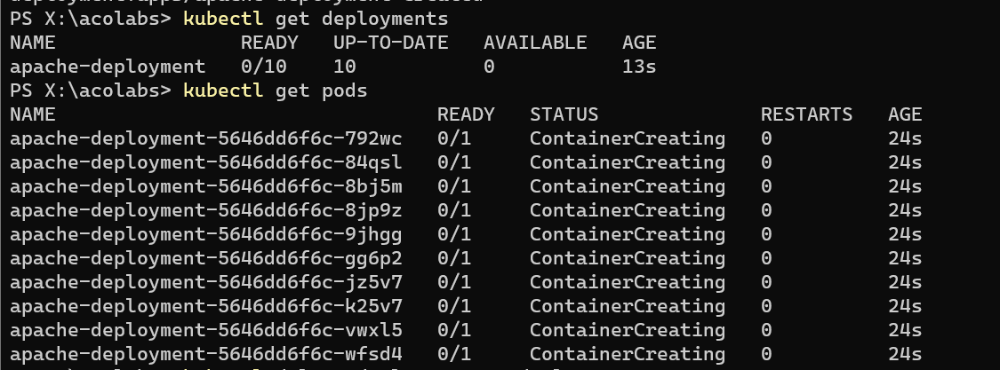 PS X:\acolabs> kubectl get deployments
NAME                READY   UP-TO-DATE   AVAILABLE   AGE
apache-deployment   0/10    10           0           13s
PS X:\acolabs> kubectl get pods
NAME                                 READY   STATUS              RESTARTS   AGE
apache-deployment-5646dd6f6c-792wc   0/1     ContainerCreating   0          24s
apache-deployment-5646dd6f6c-84qsl   0/1     ContainerCreating   0          24s
apache-deployment-5646dd6f6c-8bj5m   0/1     ContainerCreating   0          24s
apache-deployment-5646dd6f6c-8jp9z   0/1     ContainerCreating   0          24s
apache-deployment-5646dd6f6c-9jhgg   0/1     ContainerCreating   0          24s
apache-deployment-5646dd6f6c-gg6p2   0/1     ContainerCreating   0          24s
apache-deployment-5646dd6f6c-jz5v7   0/1     ContainerCreating   0          24s
apache-deployment-5646dd6f6c-k25v7   0/1     ContainerCreating   0          24s
apache-deployment-5646dd6f6c-vwxl5   0/1     ContainerCreating   0          24s
apache-deployment-5646dd6f6c-wfsd4   0/1     ContainerCreating   0          24s